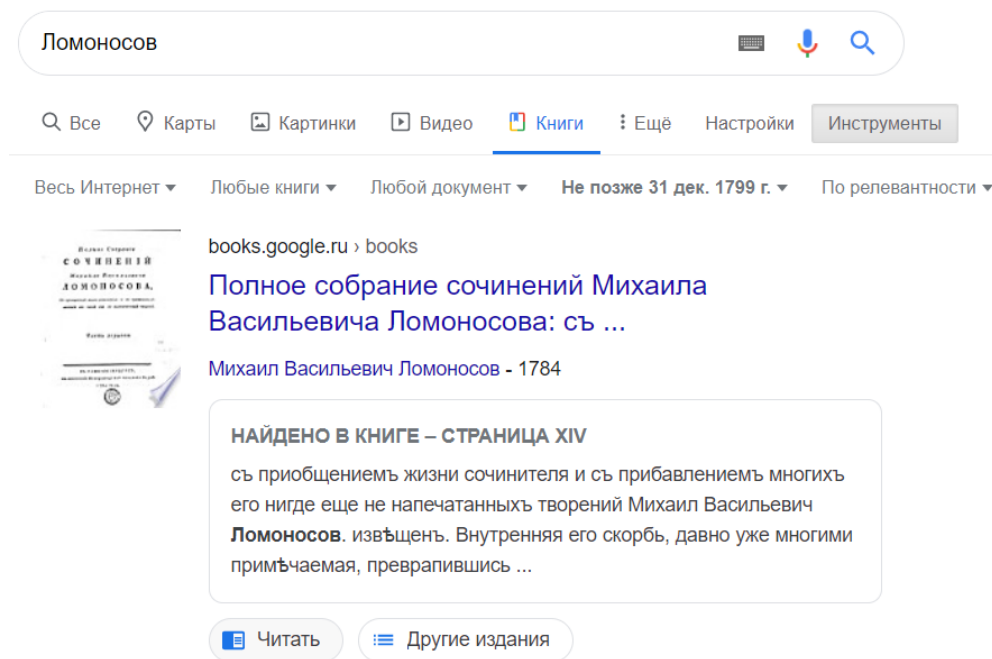 Ломоносов
Все Карты Картинки Видео Книги Ещё Настройки Инструменты
Весь Интернет Любые книги Любой документ Не позже 31 дек. 1799 г. По релевантности
СОЧИНЕНІЙ
ЛОМОНОСОВА,
books.google.ru › books
Полное собрание сочинений Михаила
Васильевича Ломоносова: съ ...
Михаил Васильевич Ломоносов - 1784
НАЙДЕНО В КНИГЕ – СТРАНИЦА XIV
съ приобщениемъ жизни сочинителя и съ прибавлениемъ многихъ
его нигде еще не напечатанныхъ творений Михаил Васильевич
Ломоносов. извѣщенъ. Внутренняя его скорбь, давно уже многими
примѣчаемая, преврапившись ...
Читать Другие издания